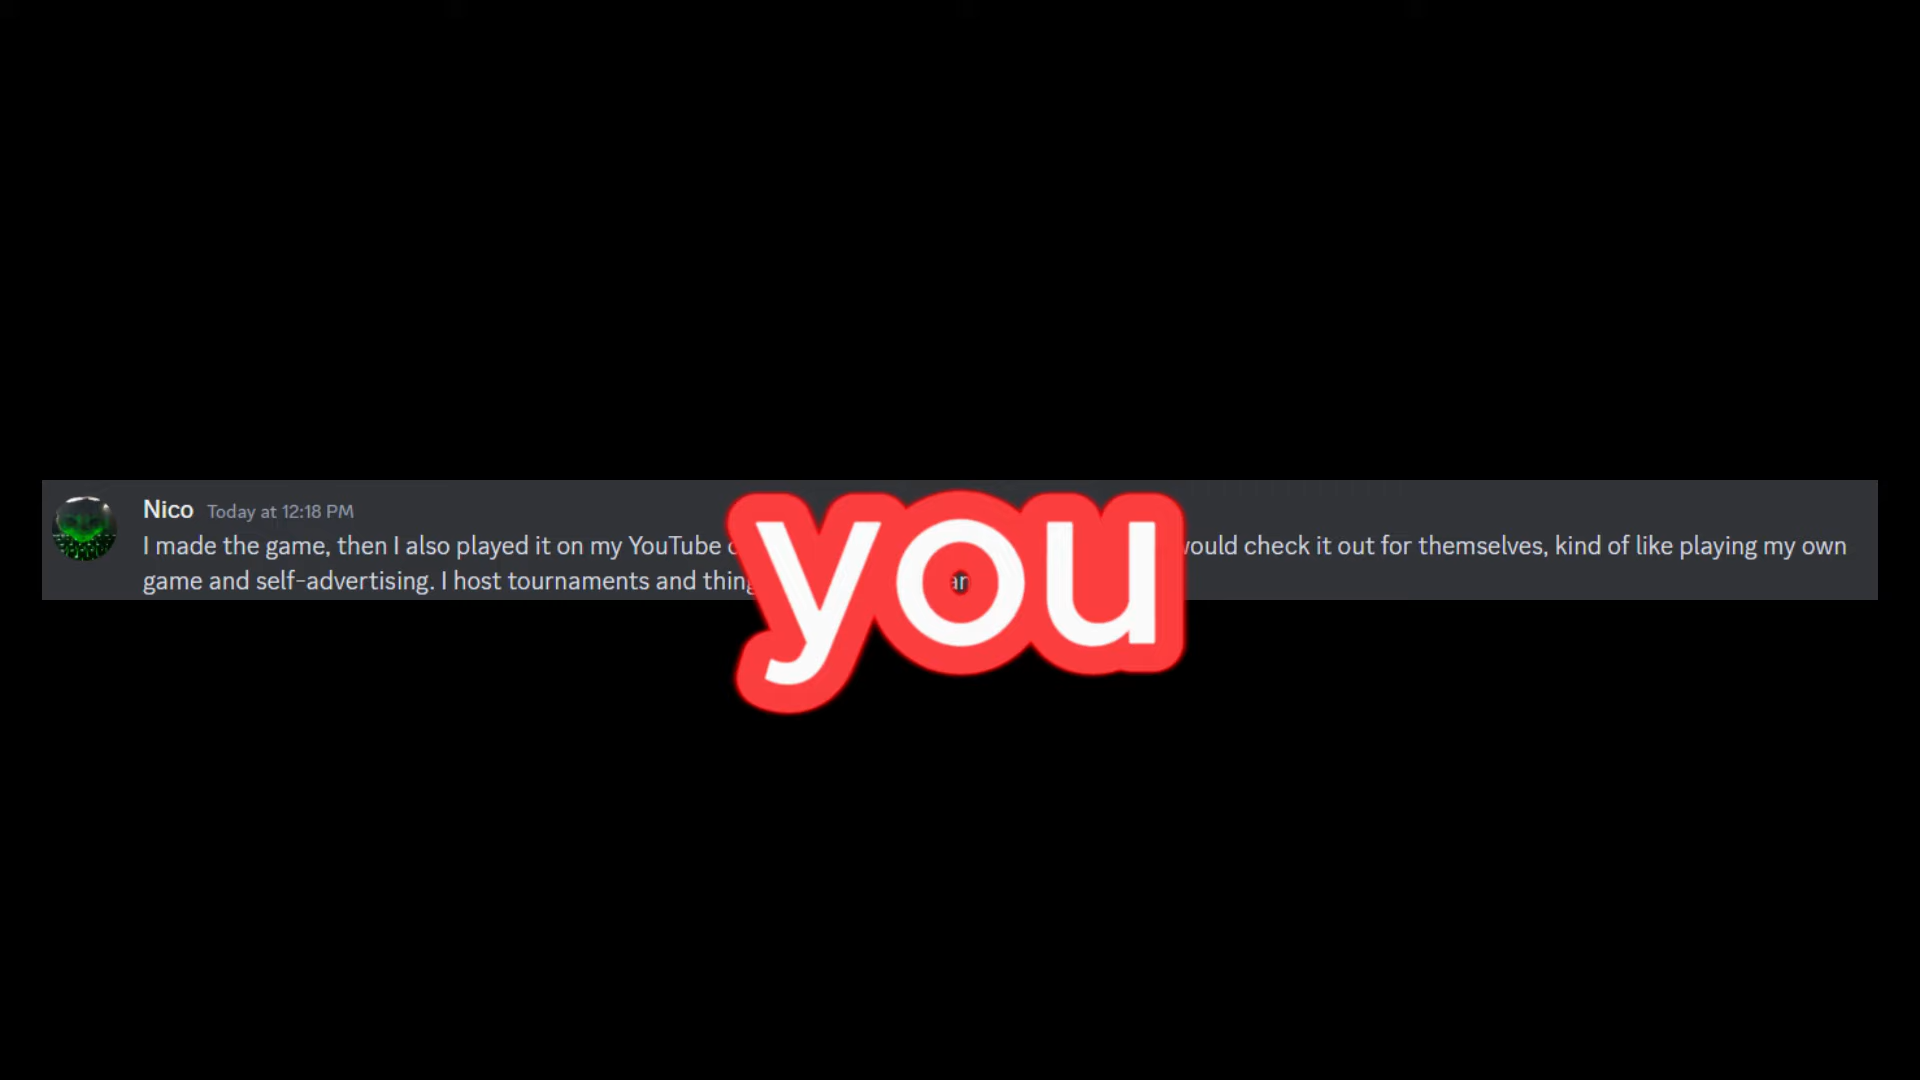 Nico Today at 12:18 PM
I made the game, then I also played it on my YouTube would check it out for themselves, kind of like playing my own
game and self-advertising. I host tournaments and
you